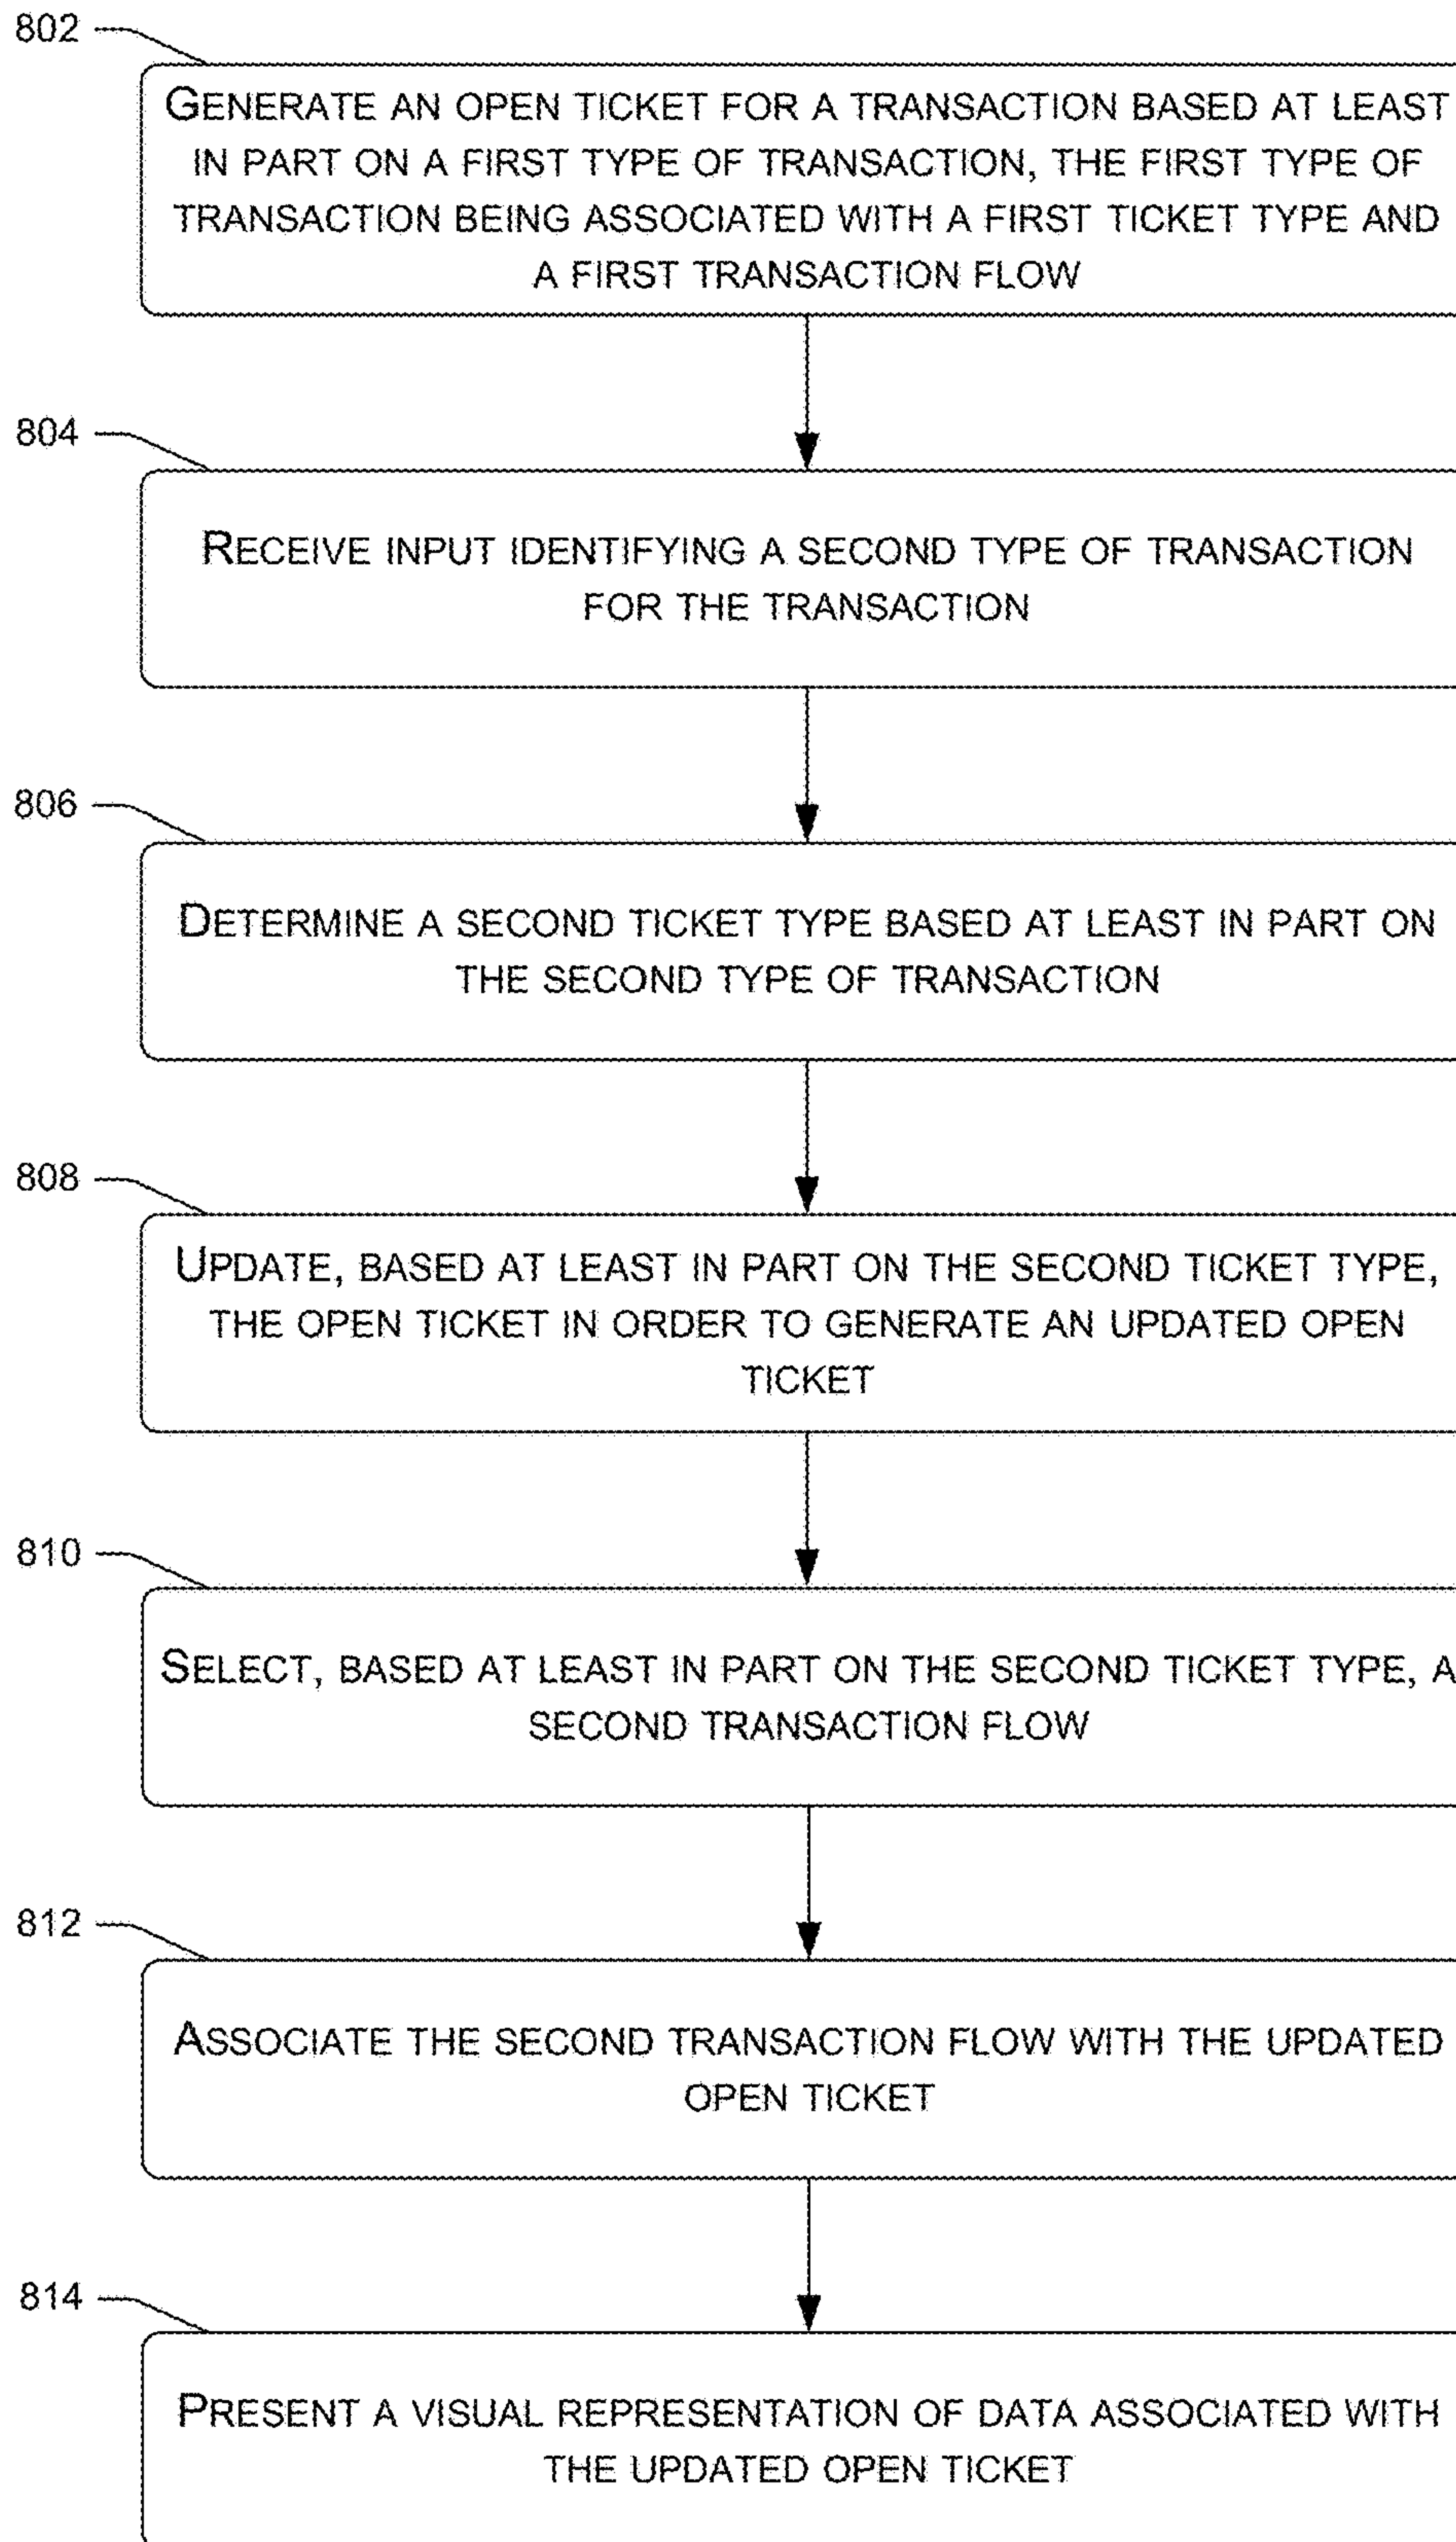 802
GENERATE AN OPEN TICKET FOR A TRANSACTION BASED AT LEAST
IN PART ON A FIRST TYPE OF TRANSACTION, THE FIRST TYPE OF
TRANSACTION BEING ASSOCIATED WITH A FIRST TICKET TYPE AND
A FIRST TRANSACTION FLOW
804
RECEIVE INPUT IDENTIFYING A SECOND TYPE OF TRANSACTION
FOR THE TRANSACTION
806
DETERMINE A SECOND TICKET TYPE BASED AT LEAST IN PART ON
THE SECOND TYPE OF TRANSACTION
808
UPDATE, BASED AT LEAST IN PART ON THE SECOND TICKET TYPE,
THE OPEN TICKET IN ORDER TO GENERATE AN UPDATED OPEN
TICKET
810
SELECT, BASED AT LEAST IN PART ON THE SECOND TICKET TYPE, A
SECOND TRANSACTION FLOW
812
ASSOCIATE THE SECOND TRANSACTION FLOW WITH THE UPDATED
OPEN TICKET
814
PRESENT A VISUAL REPRESENTATION OF DATA ASSOCIATED WITH
THE UPDATED OPEN TICKET